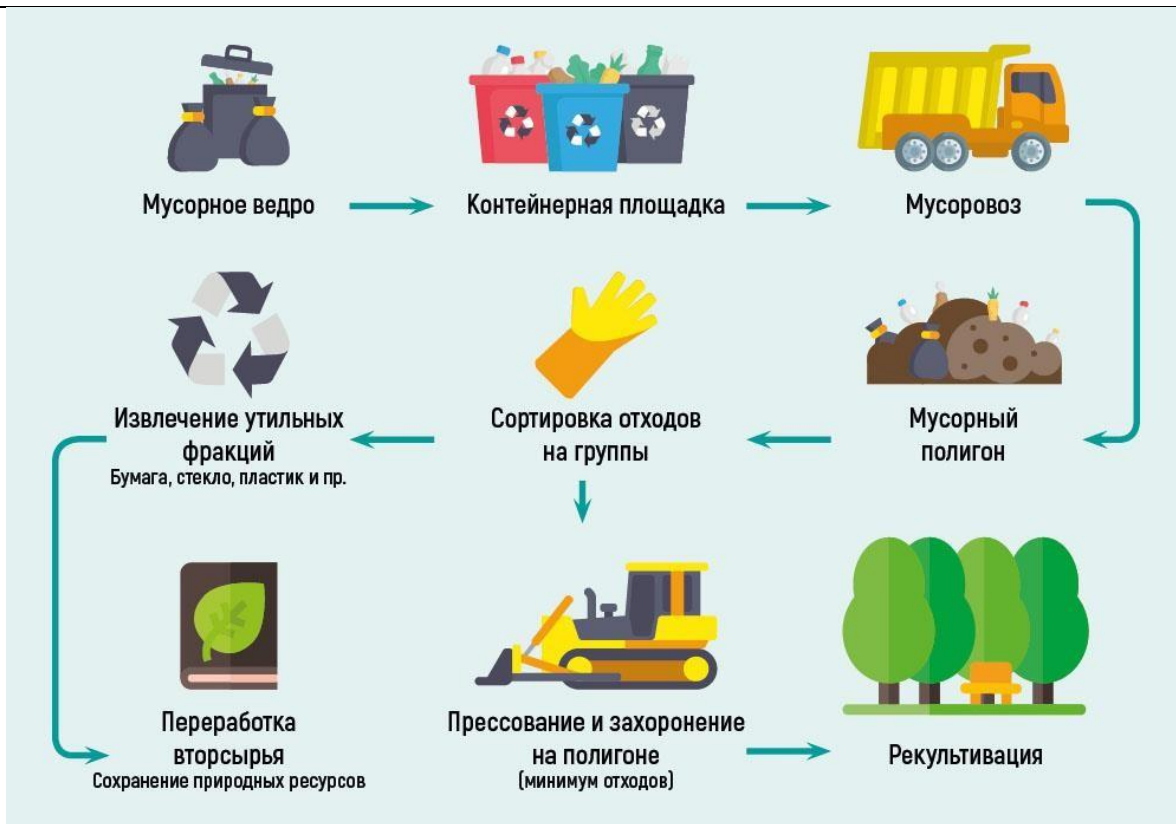 Мусорное ведро
Контейнерная площадка
Мусоровоз
Извлечение утильных
фракций
Бумага, стекло, пластик и пр.
Сортировка отходов
на группы
Мусорный
полигон
Переработка
вторсырья
Сохранение природных ресурсов
Прессование и захоронение
на полигоне
(минимум отходов)
Рекультивация